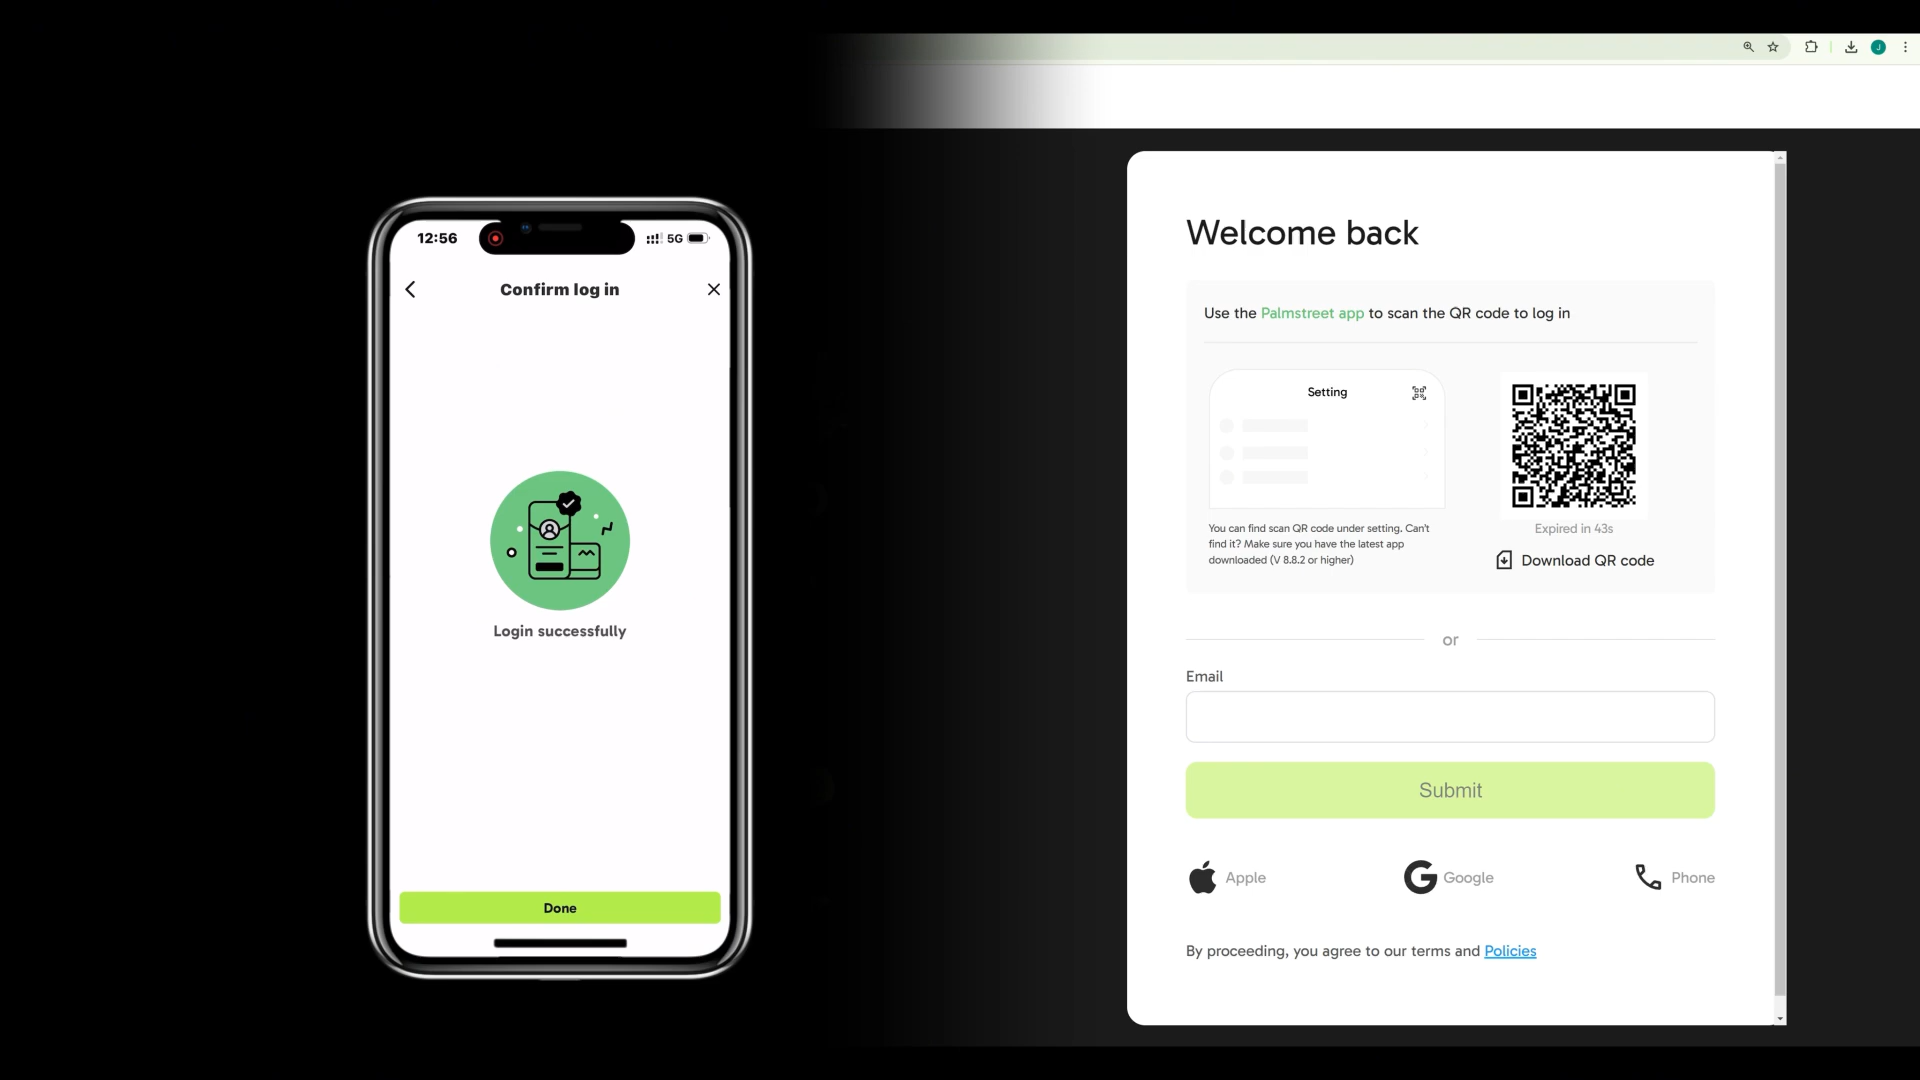 12:56
5G
Confirm log in
Login successfully
Done
J
Welcome back
Use the Palmstreet app to scan the QR code to log in
Setting
You can find scan QR code under setting. Can't
find it? Make sure you have the latest app
downloaded (V 8.8.2 or higher)
Expired in 43s
Download QR code
or
Email
Submit
Apple
Google
Phone
By proceeding, you agree to our terms and Policies